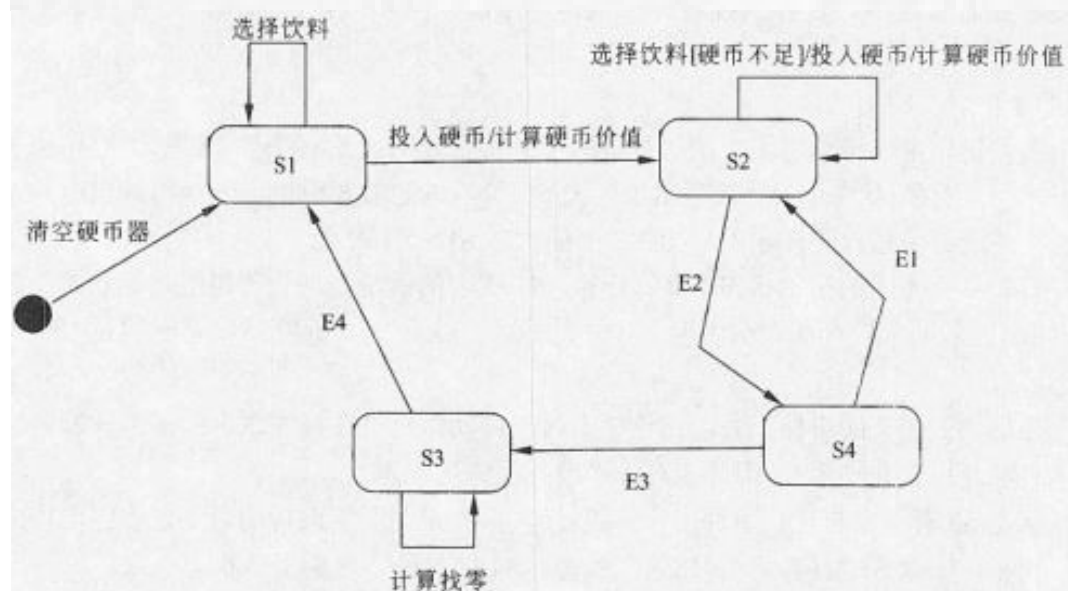 选择饮料
选择饮料[硬币不足]/投入硬币/计算硬币价值
投入硬币/计算硬币价值
S1
S2
清空硬币器
E1
E2
E4
S3
S4
E3
计算找零